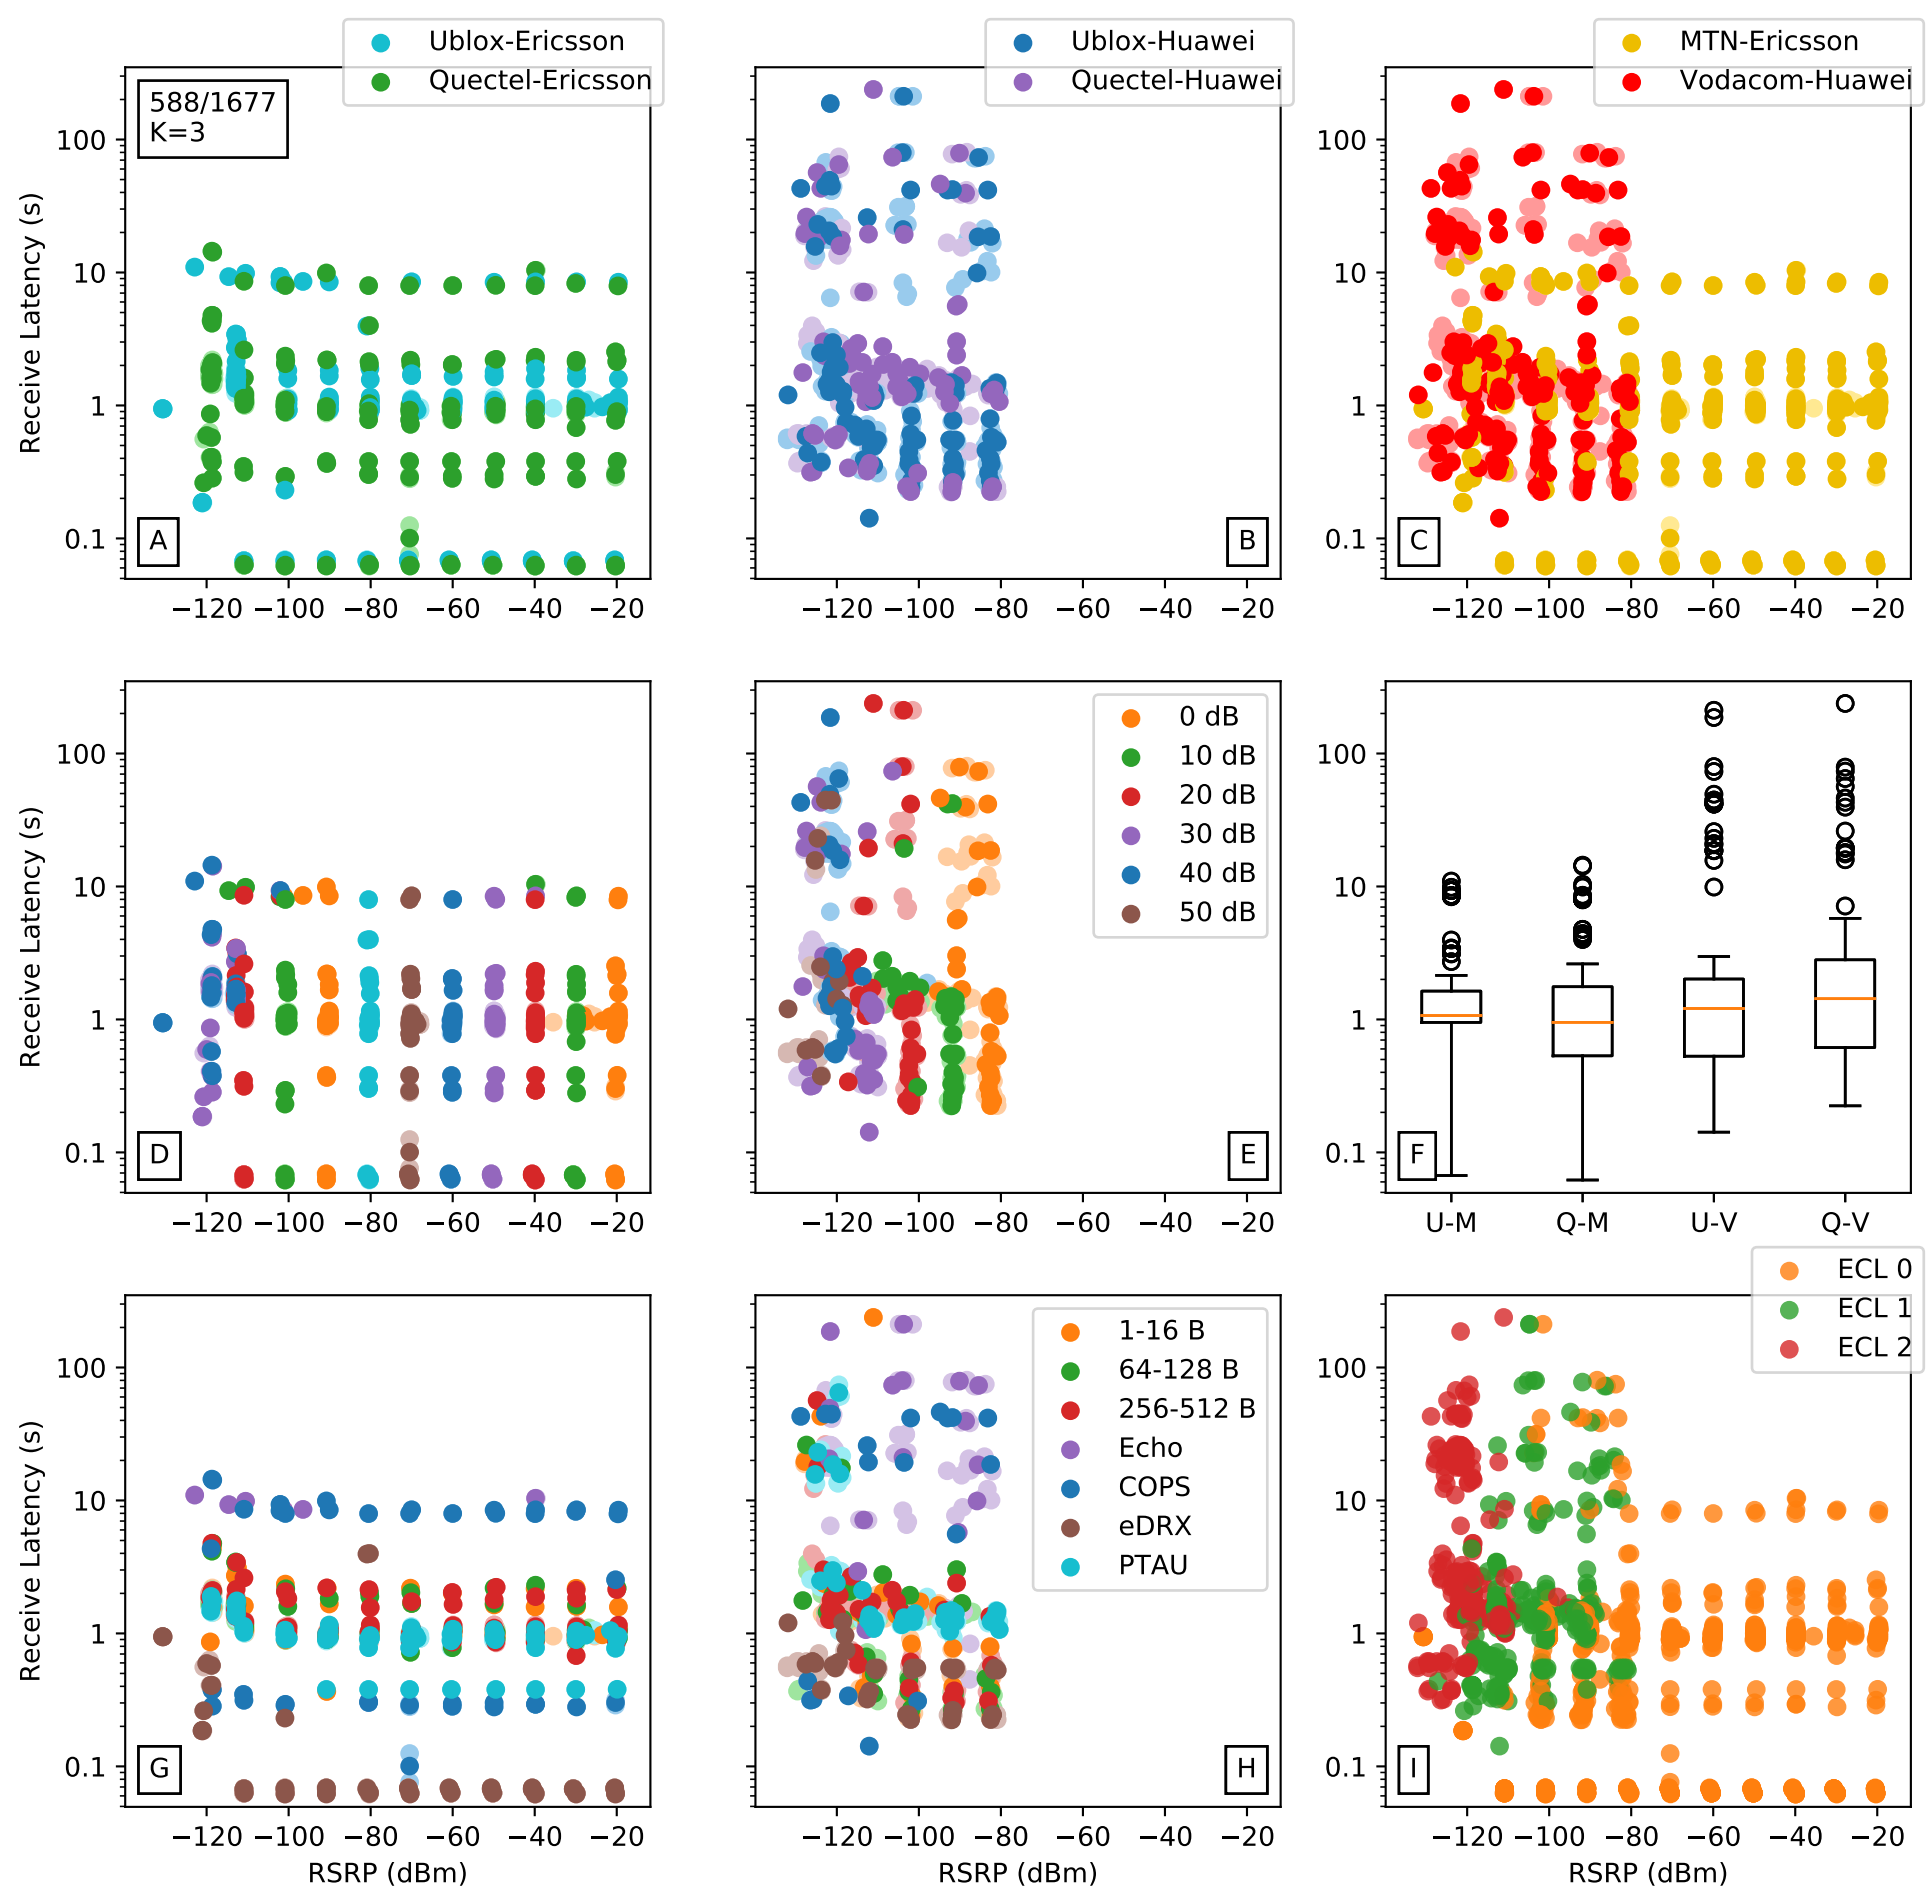 Ublox-Ericsson
Quectel-Ericsson
Ublox-Huawei
Quectel-Huawei
MTN-Ericsson
Vodacom-Huawei
588/1677
K=3
Receive Latency (s)
100
10
1
0.1
A
−120 −100 −80 −60 −40 −20
B
−120 −100 −80 −60 −40 −20
100
10
1
0.1
C
−120 −100 −80 −60 −40 −20
Receive Latency (s)
100
10
1
0.1
D
−120 −100 −80 −60 −40 −20
0 dB
10 dB
20 dB
30 dB
40 dB
50 dB
E
−120 −100 −80 −60 −40 −20
100
10
1
0.1
F
U-M Q-M U-V Q-V
Receive Latency (s)
100
10
1
0.1
G
−120 −100 −80 −60 −40 −20
RSRP (dBm)
1-16 B
64-128 B
256-512 B
Echo
COPS
eDRX
PTAU
H
−120 −100 −80 −60 −40 −20
RSRP (dBm)
ECL 0
ECL 1
ECL 2
100
10
1
0.1
I
−120 −100 −80 −60 −40 −20
RSRP (dBm)